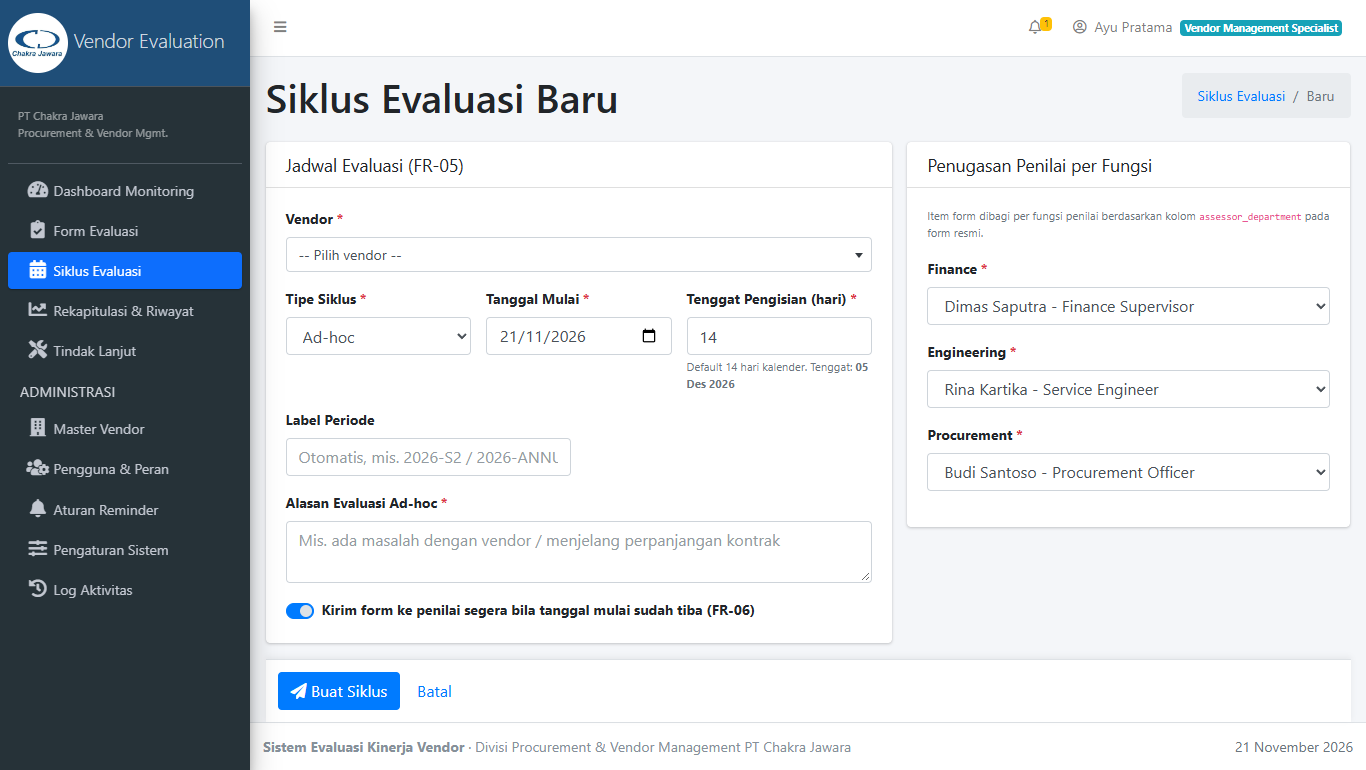 Chakra Jawara
Vendor Evaluation
PT Chakra Jawara
Procurement & Vendor Mgmt.
Dashboard Monitoring
Form Evaluasi
Siklus Evaluasi
Rekapitulasi & Riwayat
Tindak Lanjut
ADMINISTRASI
Master Vendor
Pengguna & Peran
Aturan Reminder
Pengaturan Sistem
Log Aktivitas
1
Ayu Pratama Vendor Management Specialist
Siklus Evaluasi Baru
Siklus Evaluasi / Baru
Jadwal Evaluasi (FR-05)
Vendor *
-- Pilih vendor --
Tipe Siklus * Tanggal Mulai * Tenggat Pengisian (hari) *
Ad-hoc 21/11/2026 14
Default 14 hari kalender. Tenggat: 05
Des 2026
Label Periode
Otomatis, mis. 2026-S2 / 2026-ANNU
Alasan Evaluasi Ad-hoc *
Mis. ada masalah dengan vendor / menjelang perpanjangan kontrak
Kirim form ke penilai segera bila tanggal mulai sudah tiba (FR-06)
Penugasan Penilai per Fungsi
Item form dibagi per fungsi penilai berdasarkan kolom assessor_department pada
form resmi.
Finance *
Dimas Saputra - Finance Supervisor
Engineering *
Rina Kartika - Service Engineer
Procurement *
Budi Santoso - Procurement Officer
Buat Siklus Batal
Sistem Evaluasi Kinerja Vendor · Divisi Procurement & Vendor Management PT Chakra Jawara
21 November 2026